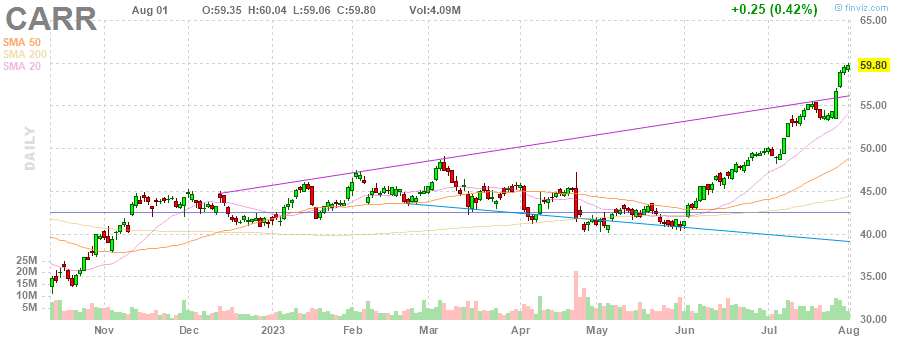 CARR Aug 01 O:59.35 H:60.04 L:59.06 C:59.80 Vol:4.09M +0.25 (0.42%) © finviz.com
SMA 50
SMA 200
SMA 20
DAILY
65.00
59.80
55.00
50.00
45.00
40.00
35.00
30.00
25M
20M
15M
10M
5M
Nov Dec 2023 Feb Mar Apr May Jun Jul Aug